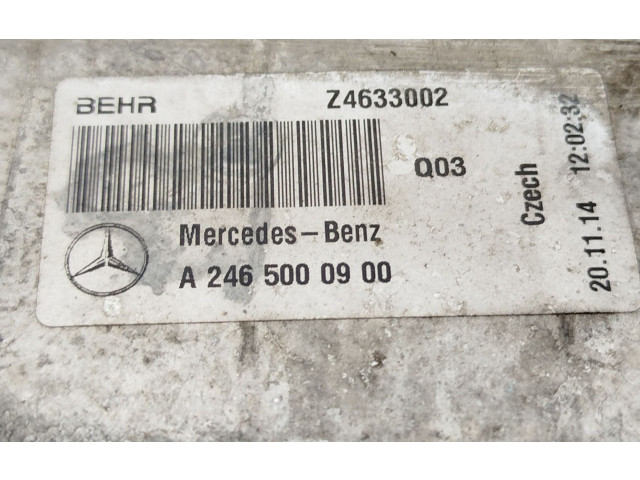 BEHR Z4633002
Q03
Mercedes-Benz
A 246 500 09 00
Czech
20.11.14 12:02:32